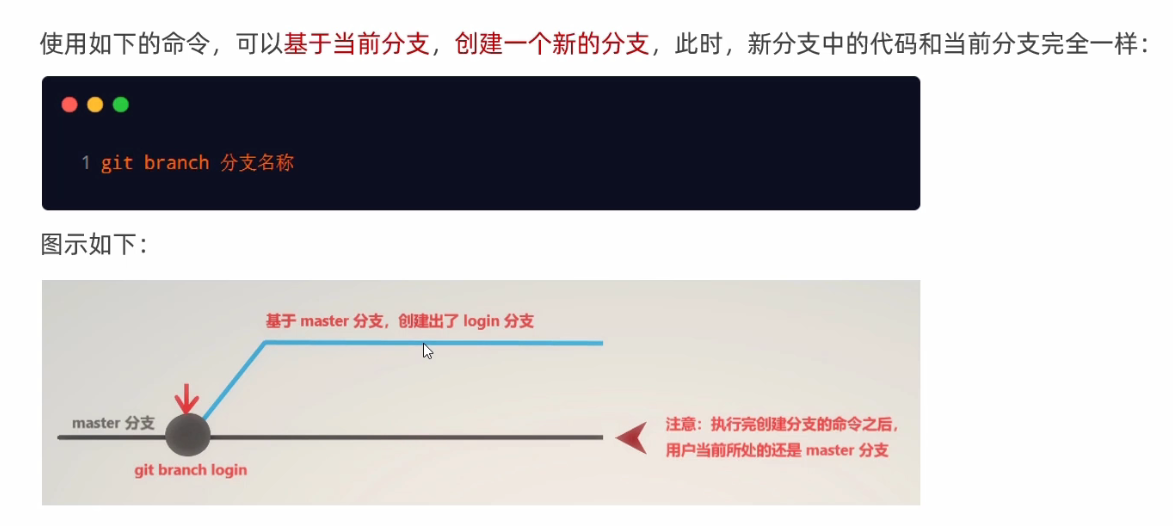 使用如下的命令，可以基于当前分支，创建一个新的分支，此时，新分支中的代码和当前分支完全一样：
1 git branch 分支名称
图示如下：
基于 master 分支，创建出了 login 分支
master 分支
注意：执行完创建分支的命令之后，
用户当前所处的还是 master 分支
git branch login